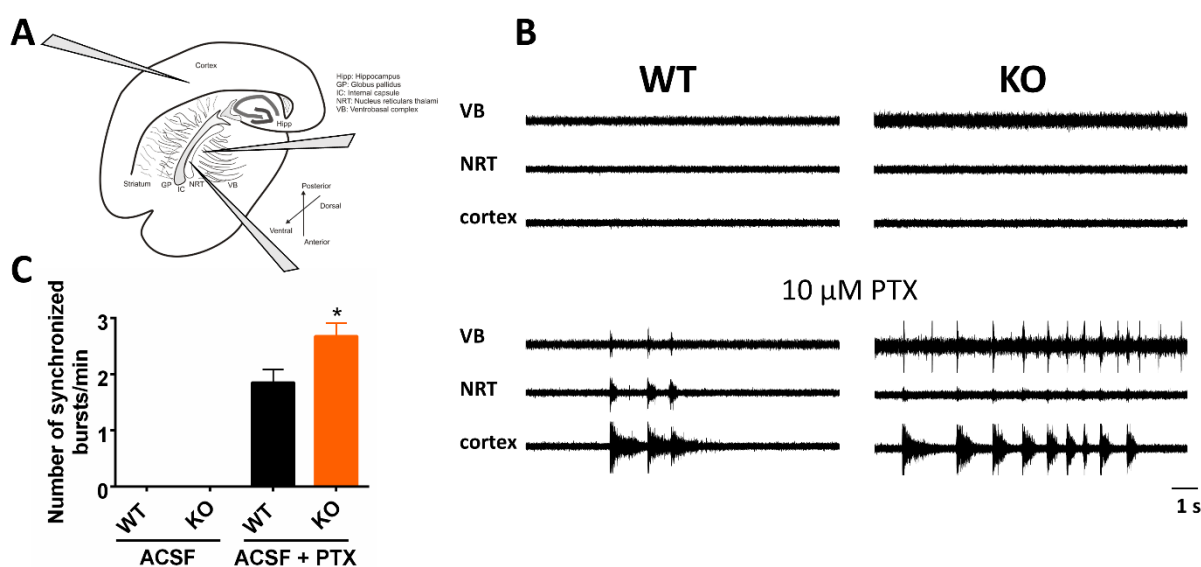 A
Cortex
Hipp: Hippocampus
GP: Globus pallidus
IC: Internal capsule
NRT: Nucleus reticulars thalami
VB: Ventrobasal complex
Hipp
Striatum GP IC NRT VB
Posterior
Dorsal
Ventral
Anterior
B
WT KO
VB
NRT
cortex
10 µM PTX
VB
NRT
cortex
1 s
C
Number of synchronized
bursts/min
3
2
1
0
*
WT KO WT KO
ACSF ACSF + PTX